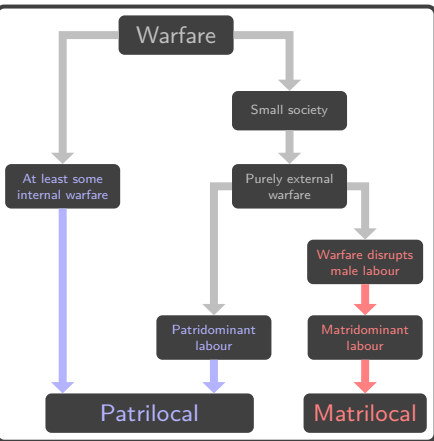 Warfare
Small society
At least some
internal warfare
Purely external
warfare
Warfare disrupts
male labour
Patridominant
labour
Matridominant
labour
Patrilocal
Matrilocal